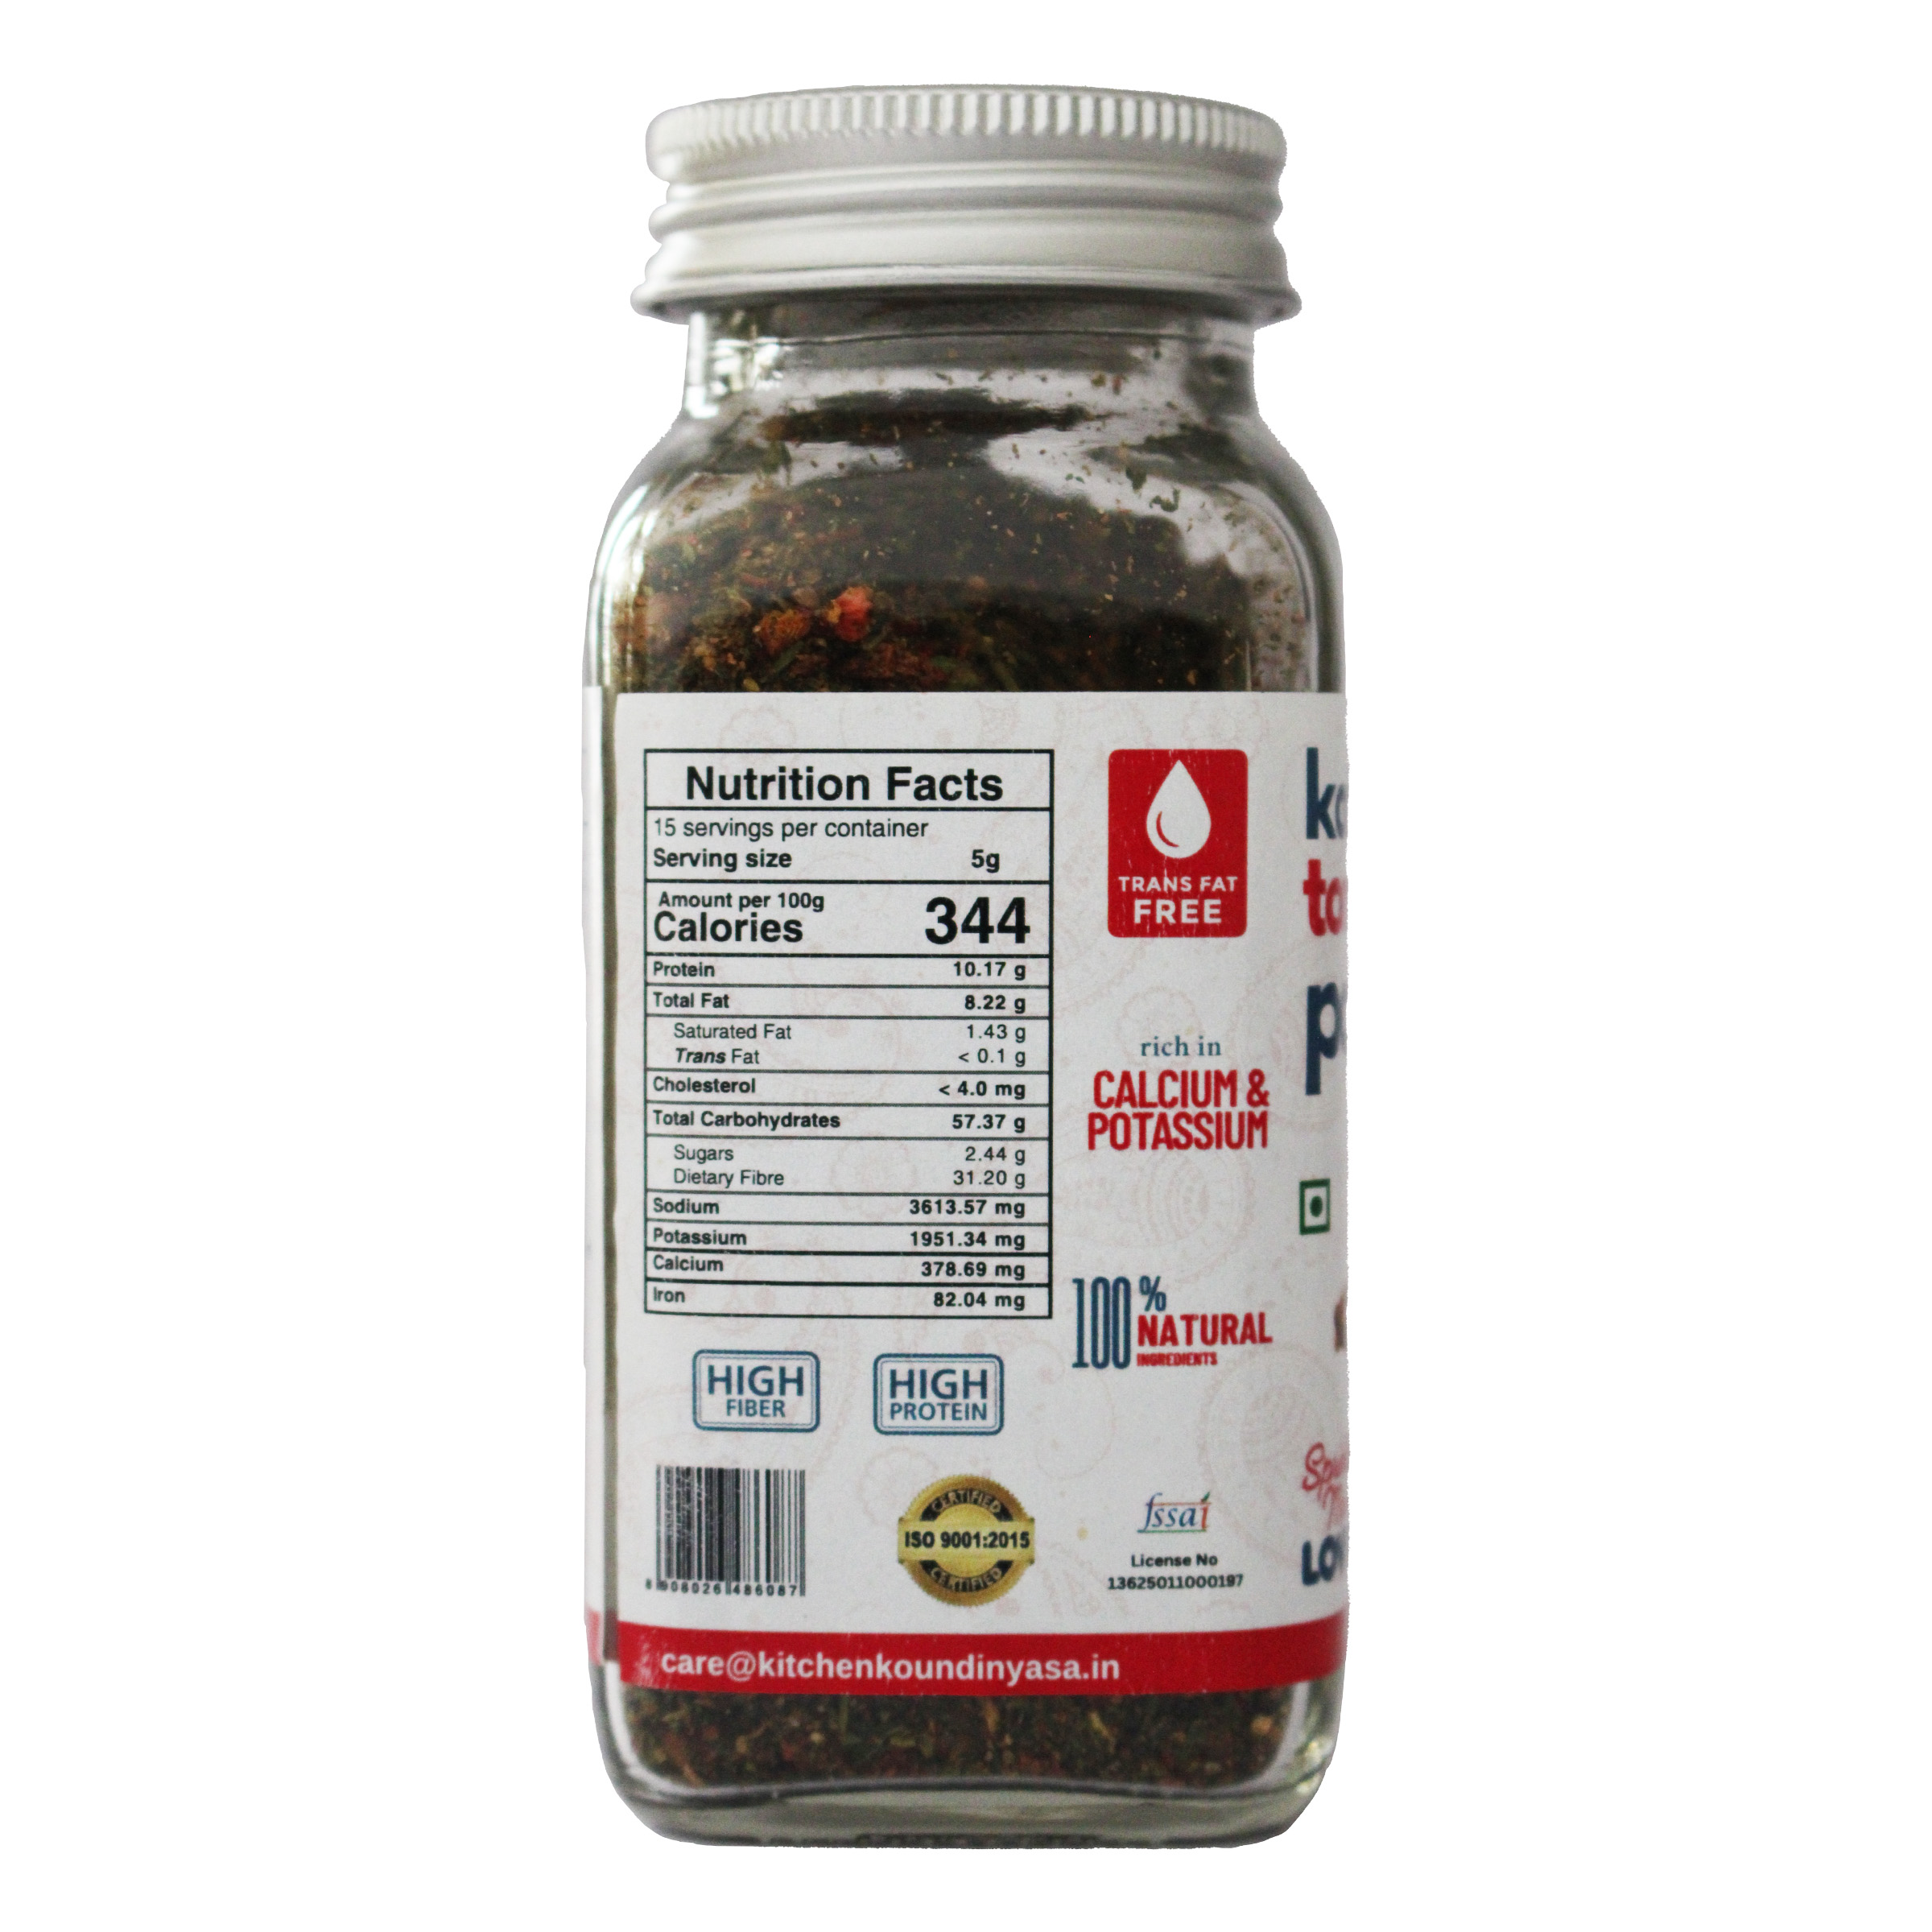 Nutrition Facts
15 servings per container
Serving size 5g
Amount per 100g
Calories 344
Protein 10.17 g
Total Fat 8.22 g
Saturated Fat 1.43 g
Trans Fat < 0.1 g
Cholesterol < 4.0 mg
Total Carbohydrates 57.37 g
Sugars 2.44 g
Dietary Fibre 31.20 g
Sodium 3613.57 mg
Potassium 1951.34 mg
Calcium 378.69 mg
Iron 82.04 mg
HIGH
FIBER
HIGH
PROTEIN
8 908026 486087
CERTIFIED
ISO 9001:2015
CERTIFIED
TRANS FAT
FREE
rich in
CALCIUM &
POTASSIUM
100%
NATURAL
INGREDIENTS
fssai
License No
13625011000197
care@kitchenkoundinyasa.in